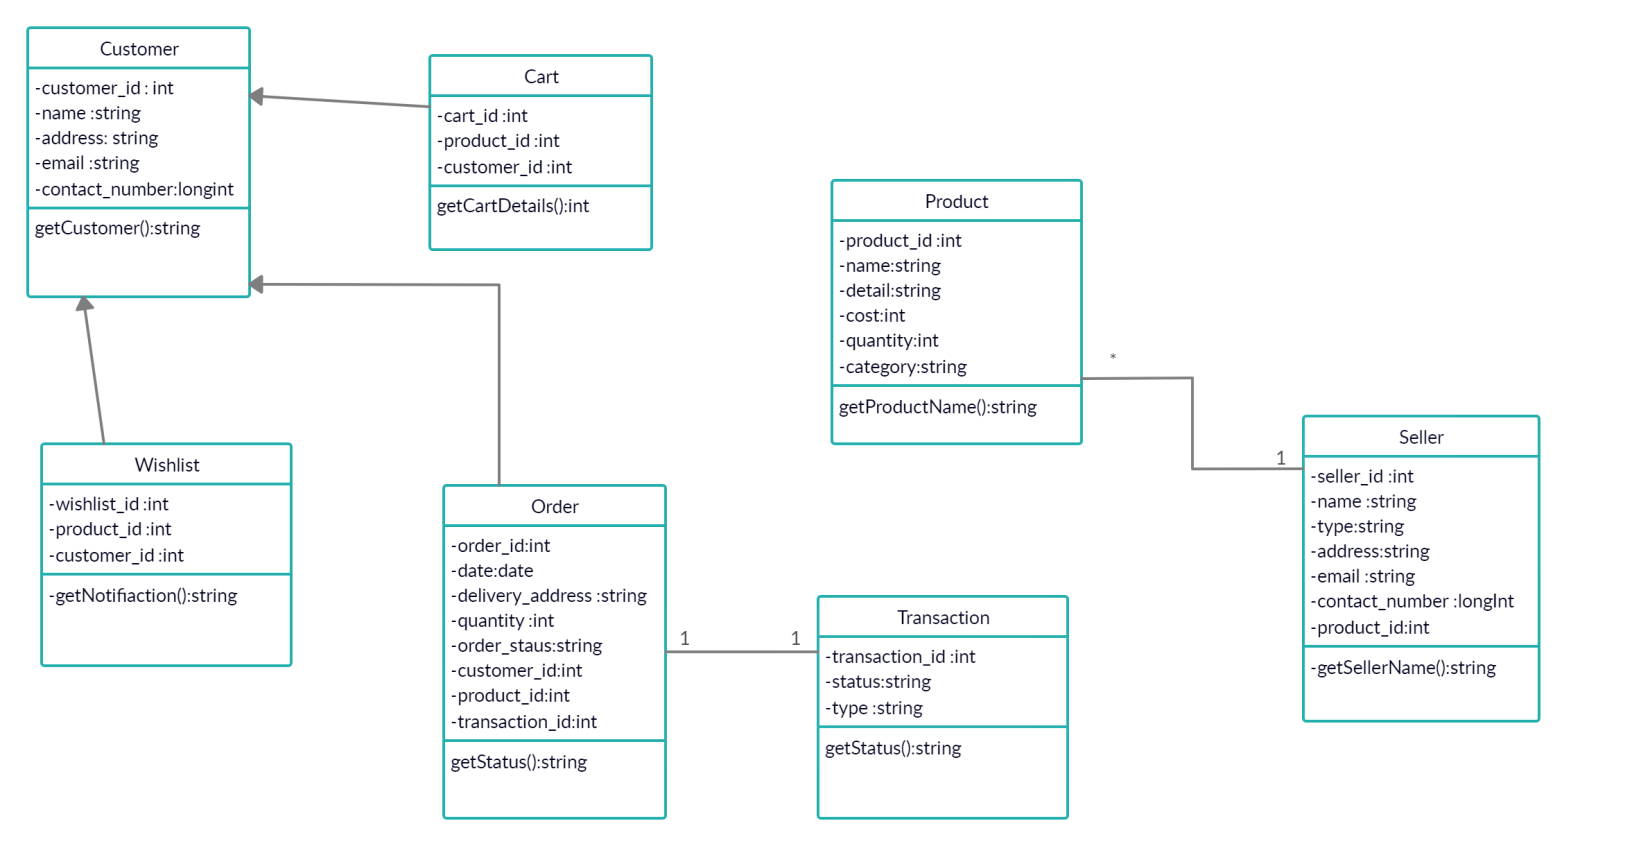 Customer
-customer_id : int
-name :string
-address: string
-email :string
-contact_number:longint
getCustomer():string
Cart
-cart_id :int
-product_id :int
-customer_id :int
getCartDetails():int
Product
-product_id :int
-name:string
-detail:string
-cost:int
-quantity:int
-category:string
getProductName():string
*
1
Seller
-seller_id :int
-name :string
-type:string
-address:string
-email :string
-contact_number :longInt
-product_id:int
-getSellerName():string
Wishlist
-wishlist_id :int
-product_id :int
-customer_id :int
-getNotifiaction():string
Order
-order_id:int
-date:date
-delivery_address :string
-quantity :int
-order_staus:string
-customer_id:int
-product_id:int
-transaction_id:int
getStatus():string
1
1
Transaction
-transaction_id :int
-status:string
-type :string
getStatus():string